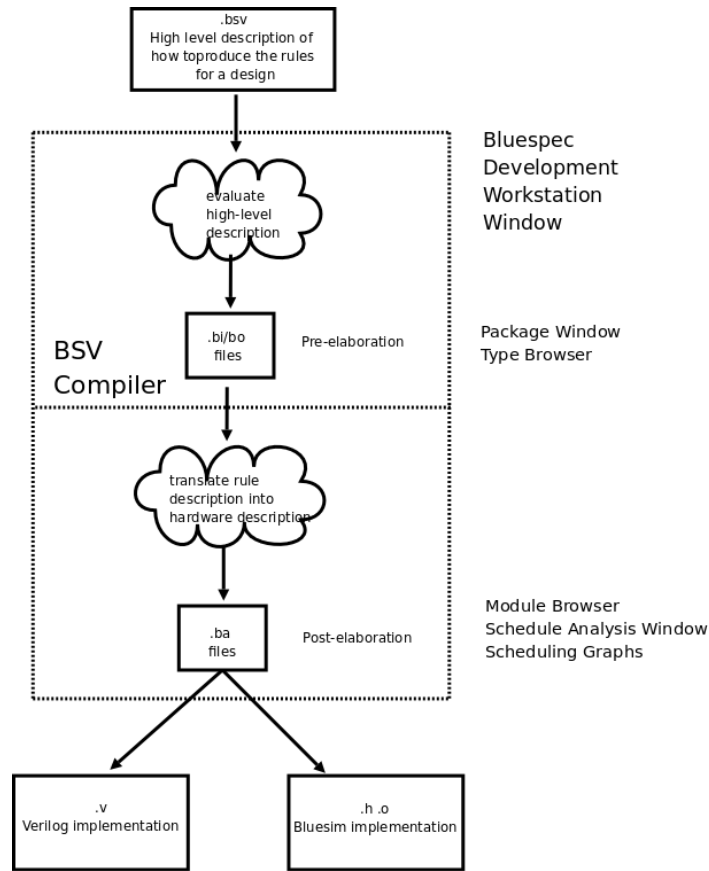 .bsv
High level description of
how toproduce the rules
for a design
Bluespec
Development
Workstation
Window
evaluate
high-level
description
.bi/bo
files
Pre-elaboration
Package Window
Type Browser
BSV
Compiler
translate rule
description into
hardware description
.ba
files
Post-elaboration
Module Browser
Schedule Analysis Window
Scheduling Graphs
.v
Verilog implementation
.h .o
Bluesim implementation